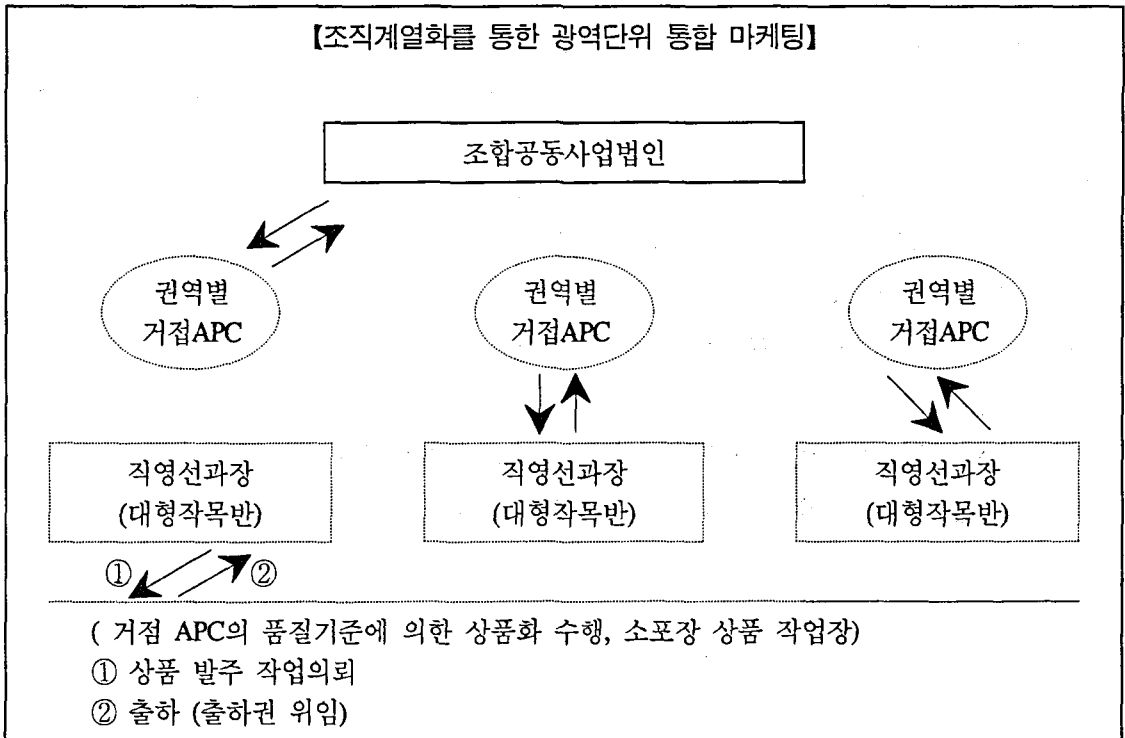 【조직계열화를 통한 광역단위 통합 마케팅】
조합공동사업법인
권역별 권역별 권역별
거접APC 거접APC 거접APC
직영선과장 직영선과장 직영선과장
(대형작목반) (대형작목반) (대형작목반)
① ②
( 거점 APC의 품질기준에 의한 상품화 수행, 소포장 상품 작업장)
① 상품 발주 작업의뢰
② 출하 (출하권 위임)